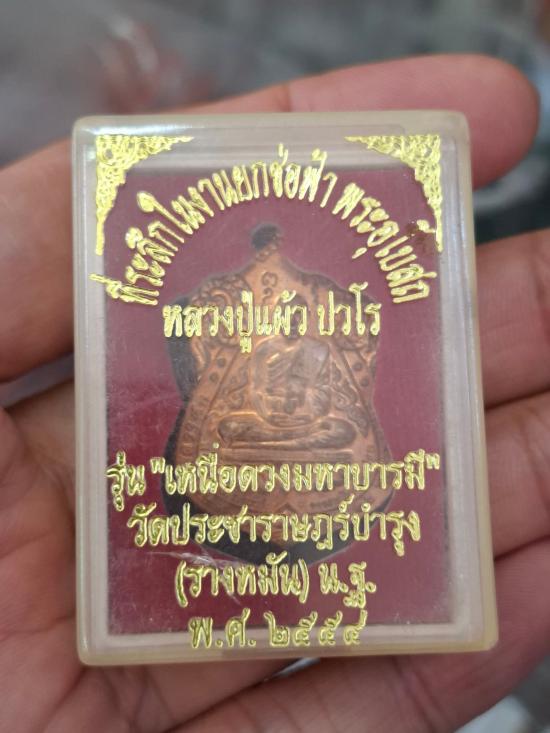 ที่ระลึกในงานยกช่อฟ้า พระอุโบสถ
หลวงปู่แผ้ว ปวโร
รุ่น "เหนือดวงมหาบารมี"
วัดประชาราษฎร์บำรุง
(รางหมัน) น.ฐ.
พ.ศ. ๒๕๕๔